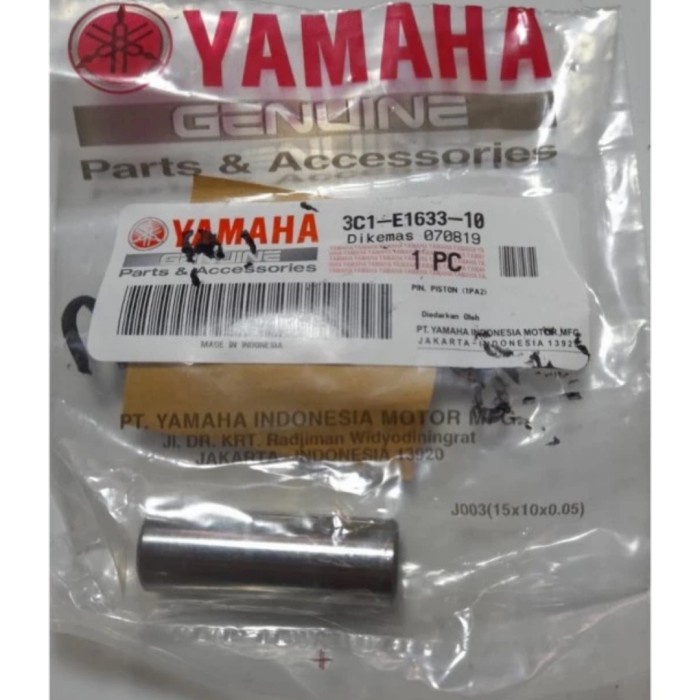 YAMAHA
GENUINE
Parts & Accessories
YAMAHA
GENUINE
Parts & Accessories
3C1-E1633-10
Dikemas 070819
1 PC
PIN, PISTON (1PA2)
Diedarkan Oleh
PT. YAMAHA INDONESIA MOTOR MFG.
JAKARTA - INDONESIA 13920
MADE IN INDONESIA
PT. YAMAHA INDONESIA MOTOR MFG.
Jl. DR. KRT. Radjiman Widyodiningrat
JAKARTA - INDONESIA 13920
J003(15x10x0.05)